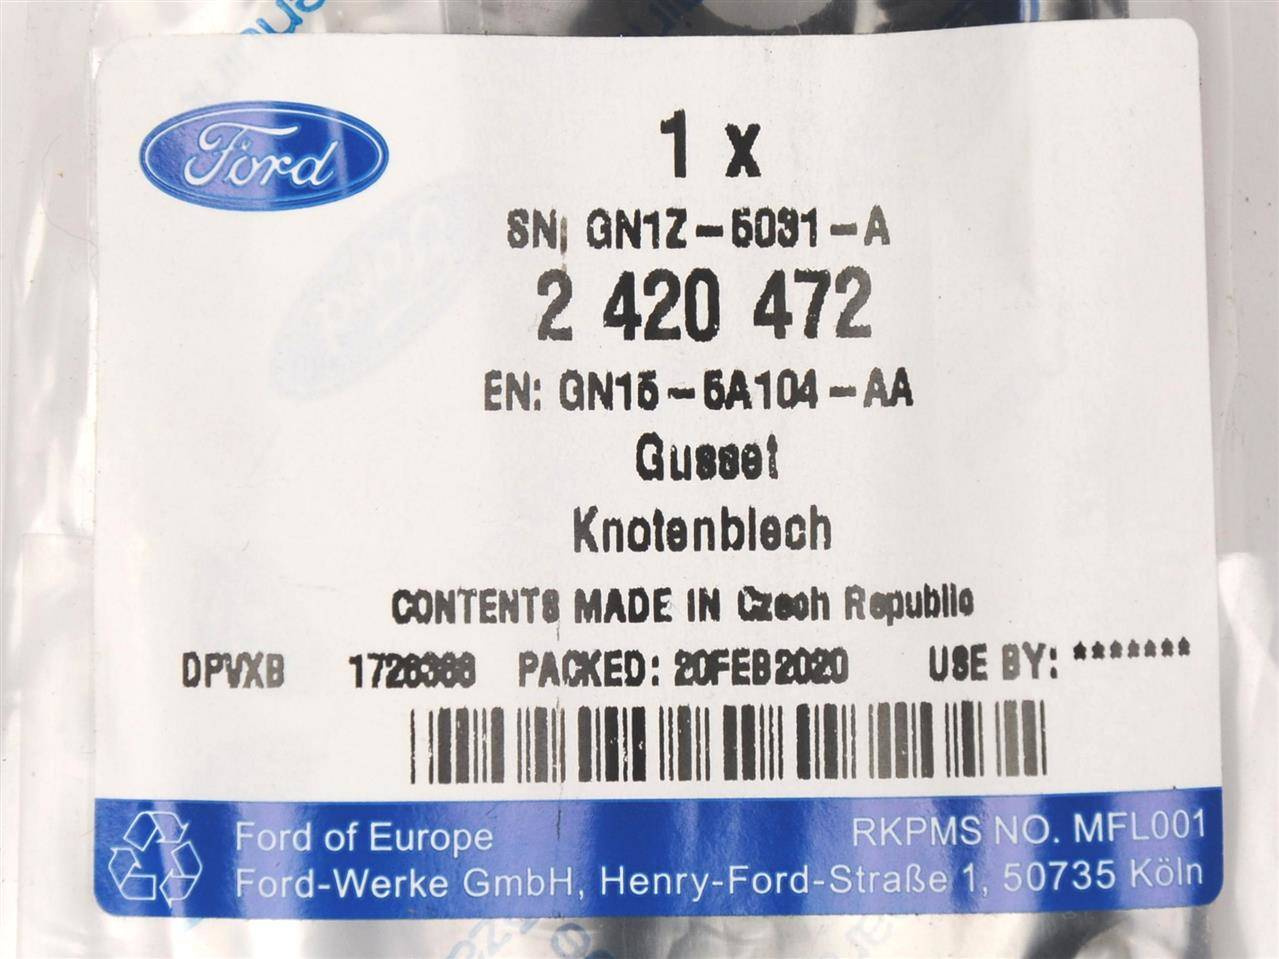 Ford
1 x
SN: GN1Z-5031-A
2 420 472
EN: GN15-5A104-AA
Gusset
Knotenblech
CONTENTS MADE IN Czech Republic
DPVXB PACKED: 20FEB2020 USE BY: *******
Ford of Europe RKPMS NO. MFL001
Ford-Werke GmbH, Henry-Ford-Straße 1, 50735 Köln